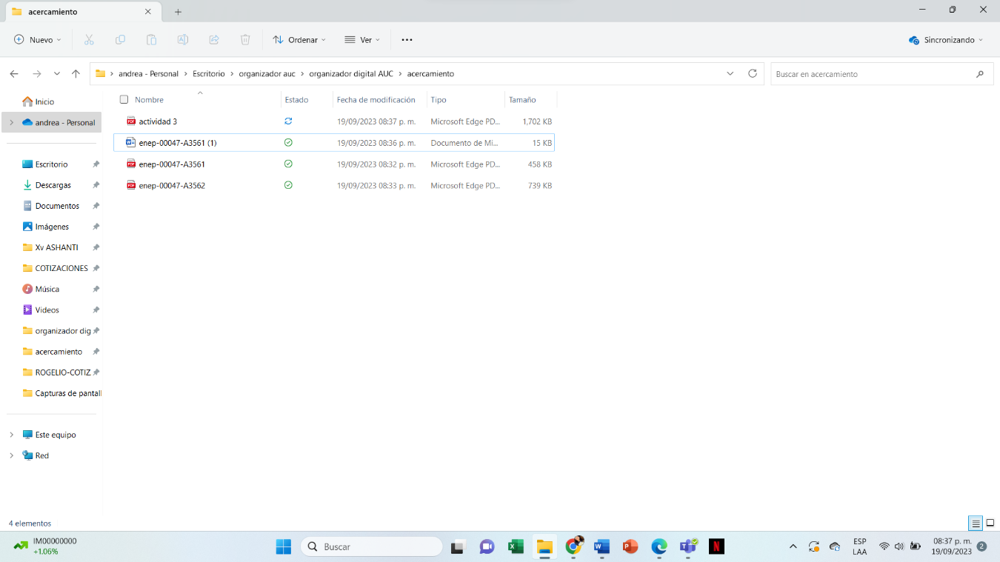 acercamiento
Nuevo
Ordenar
Ver
Sincronizando
andrea - Personal > Escritorio > organizador auc > organizador digital AUC > acercamiento
Buscar en acercamiento
Inicio
andrea - Personal
Escritorio
Descargas
Documentos
Imágenes
Xv ASHANTI
COTIZACIONES
Música
Videos
organizador dig
acercamiento
ROGELIO-COTIZ
Capturas de pantall
Este equipo
Red
Nombre Estado Fecha de modificación Tipo Tamaño
actividad 3 19/09/2023 08:37 p. m. Microsoft Edge PD... 1,702 KB
enep-00047-A3561 (1) 19/09/2023 08:36 p. m. Documento de Mi... 15 KB
enep-00047-A3561 19/09/2023 08:32 p. m. Microsoft Edge PD... 458 KB
enep-00047-A3562 19/09/2023 08:33 p. m. Microsoft Edge PD... 739 KB
4 elementos
IM00000000
+1.06%
Buscar
ESP
LAA
08:37 p. m.
19/09/2023
2